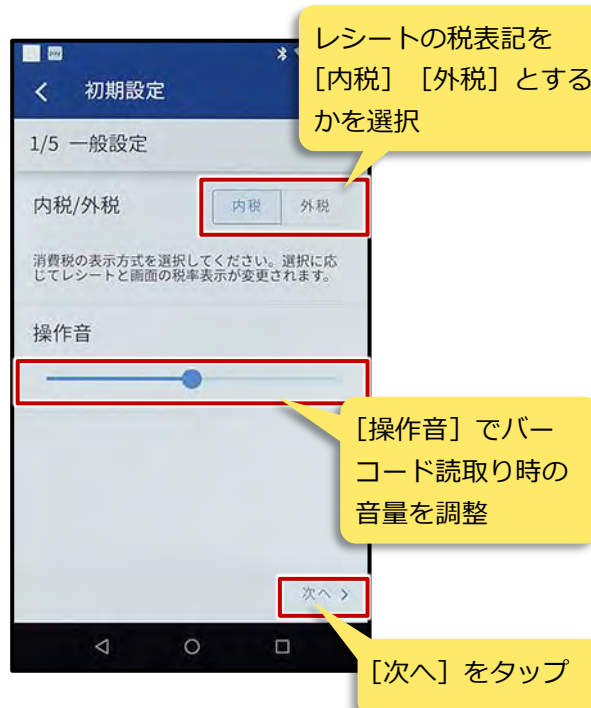 レシートの税表記を
［内税］［外税］とする
かを選択
初期設定
1/5 一般設定
内税/外税
内税 外税
消費税の表示方式を選択してください。選択に応
じてレシートと画面の税率表示が変更されます。
操作音
［操作音］でバー
コード読取り時の
音量を調整
次へ
［次へ］をタップ